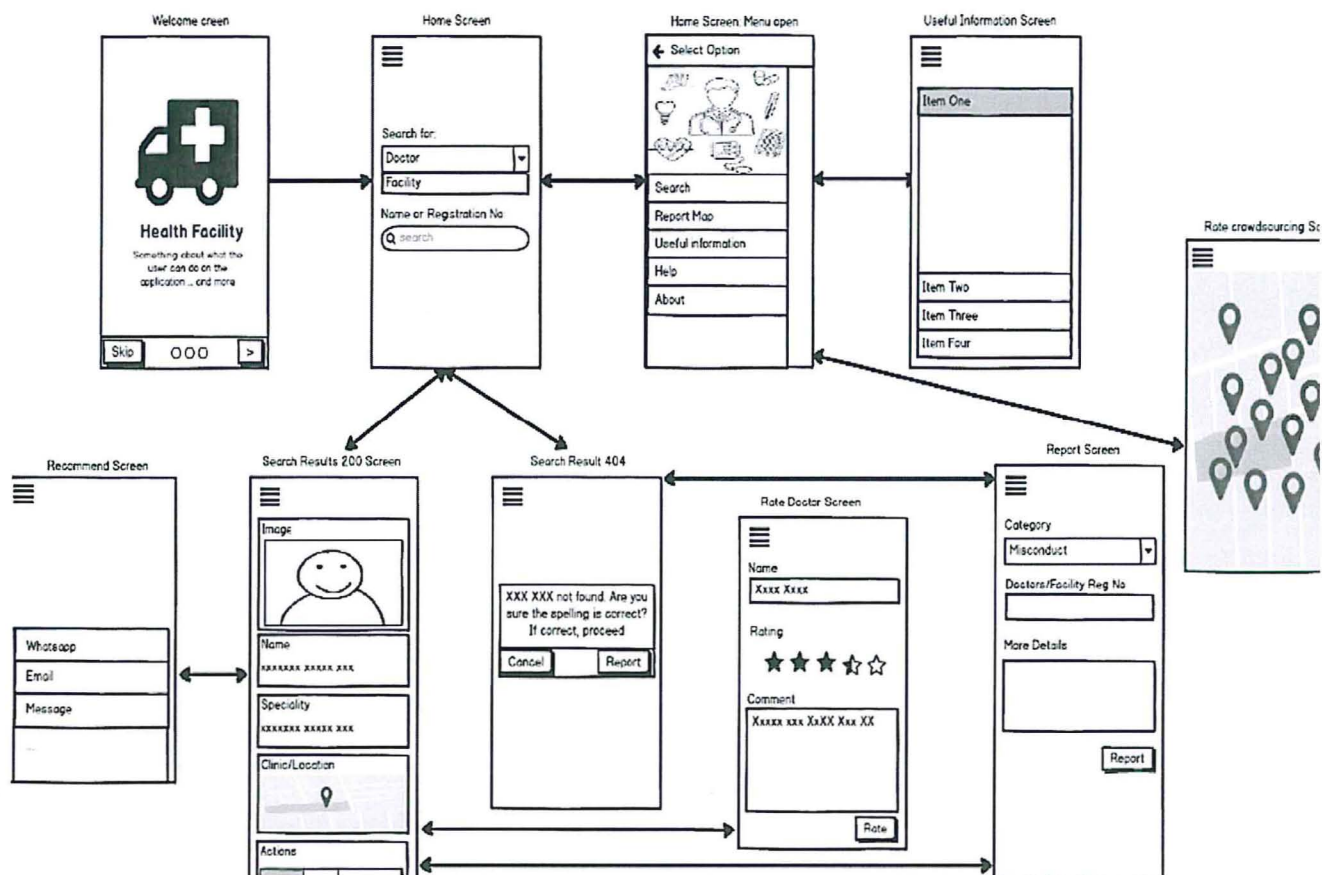 Welcome creen
Health Facility
Something about what the
user can do on the
application ... and more
Skip
>
Home Screen
Search for:
Doctor
Facility
Name or Registration No
search
Home Screen. Menu open
Select Option
Search
Report Map
Useful information
Help
About
Useful Information Screen
Item One
Item Two
Item Three
Item Four
Rate crowdsourcing Sc
Recommend Screen
Whatsapp
Email
Message
Search Results 200 Screen
Image
Name
xxxxxxx xxxxx xxx
Speciality
xxxxxxx xxxxx xxx
Clinic/Location
Actions
Search Result 404
XXX XXX not found. Are you
sure the spelling is correct?
If correct, proceed
Cancel
Report
Rate Doctor Screen
Name
Xxxx Xxxx
Rating
Comment
Xxxxx xxx XxXX Xxx XX
Rate
Report Screen
Category
Misconduct
Doctors/Facility Reg No
More Details
Report